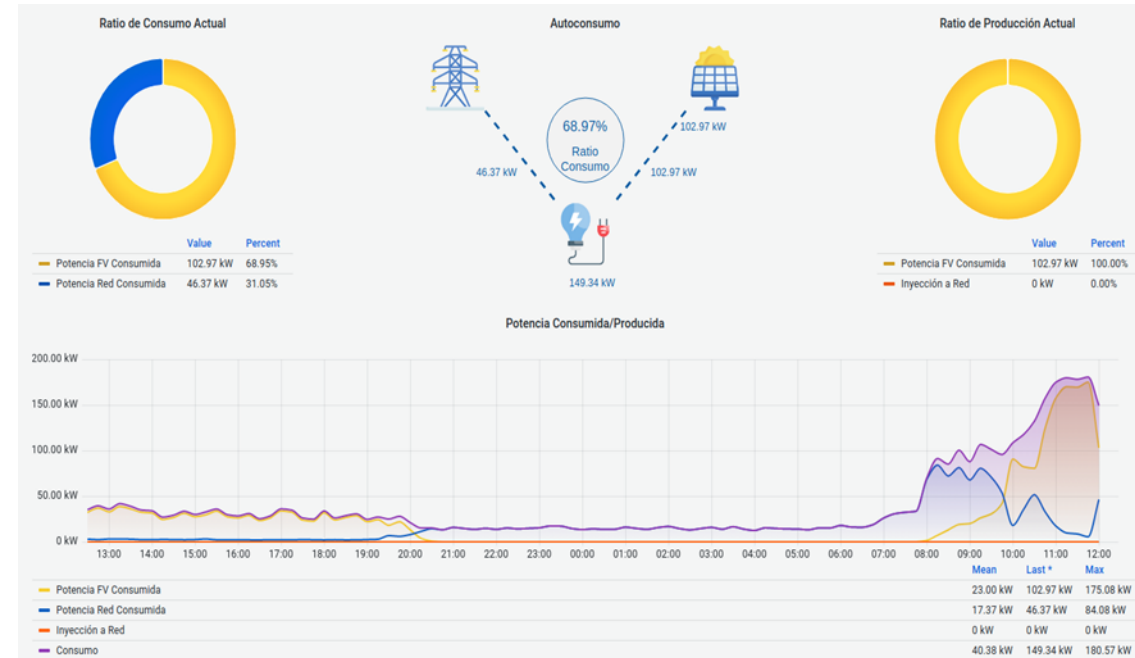 Ratio de Consumo Actual
Autoconsumo
Ratio de Producción Actual
68.97%
Ratio
Consumo
102.97 kW
46.37 kW
102.97 kW
149.34 kW
Value Percent
Potencia FV Consumida 102.97 kW 68.95%
Potencia Red Consumida 46.37 kW 31.05%
Value Percent
Potencia FV Consumida 102.97 kW 100.00%
Inyección a Red 0 kW 0.00%
Potencia Consumida/Producida
200.00 kW
150.00 kW
100.00 kW
50.00 kW
0 kW
13:00 14:00 15:00 16:00 17:00 18:00 19:00 20:00 21:00 22:00 23:00 00:00 01:00 02:00 03:00 04:00 05:00 06:00 07:00 08:00 09:00 10:00 11:00 12:00
Mean Last * Max
Potencia FV Consumida 23.00 kW 102.97 kW 175.08 kW
Potencia Red Consumida 17.37 kW 46.37 kW 84.08 kW
Inyección a Red 0 kW 0 kW 0 kW
Consumo 40.38 kW 149.34 kW 180.57 kW